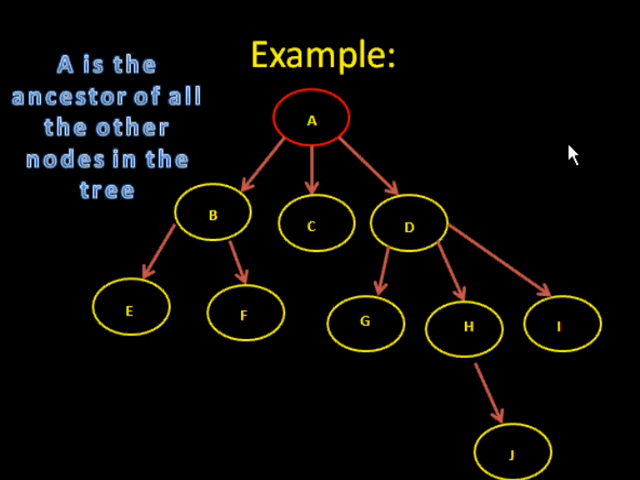 Example:
A is the
ancestor of all
the other
nodes in the
tree
A
B
C
D
E
F
G
H
I
J